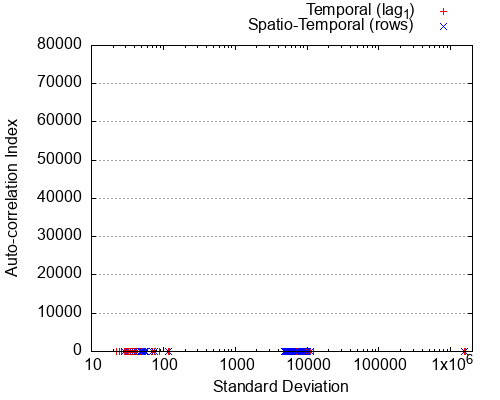 Temporal (lag1)
Spatio-Temporal (rows)
80000
70000
60000
50000
40000
30000
20000
10000
0
Auto-correlation Index
10 100 1000 10000 100000 1x10^6
Standard Deviation